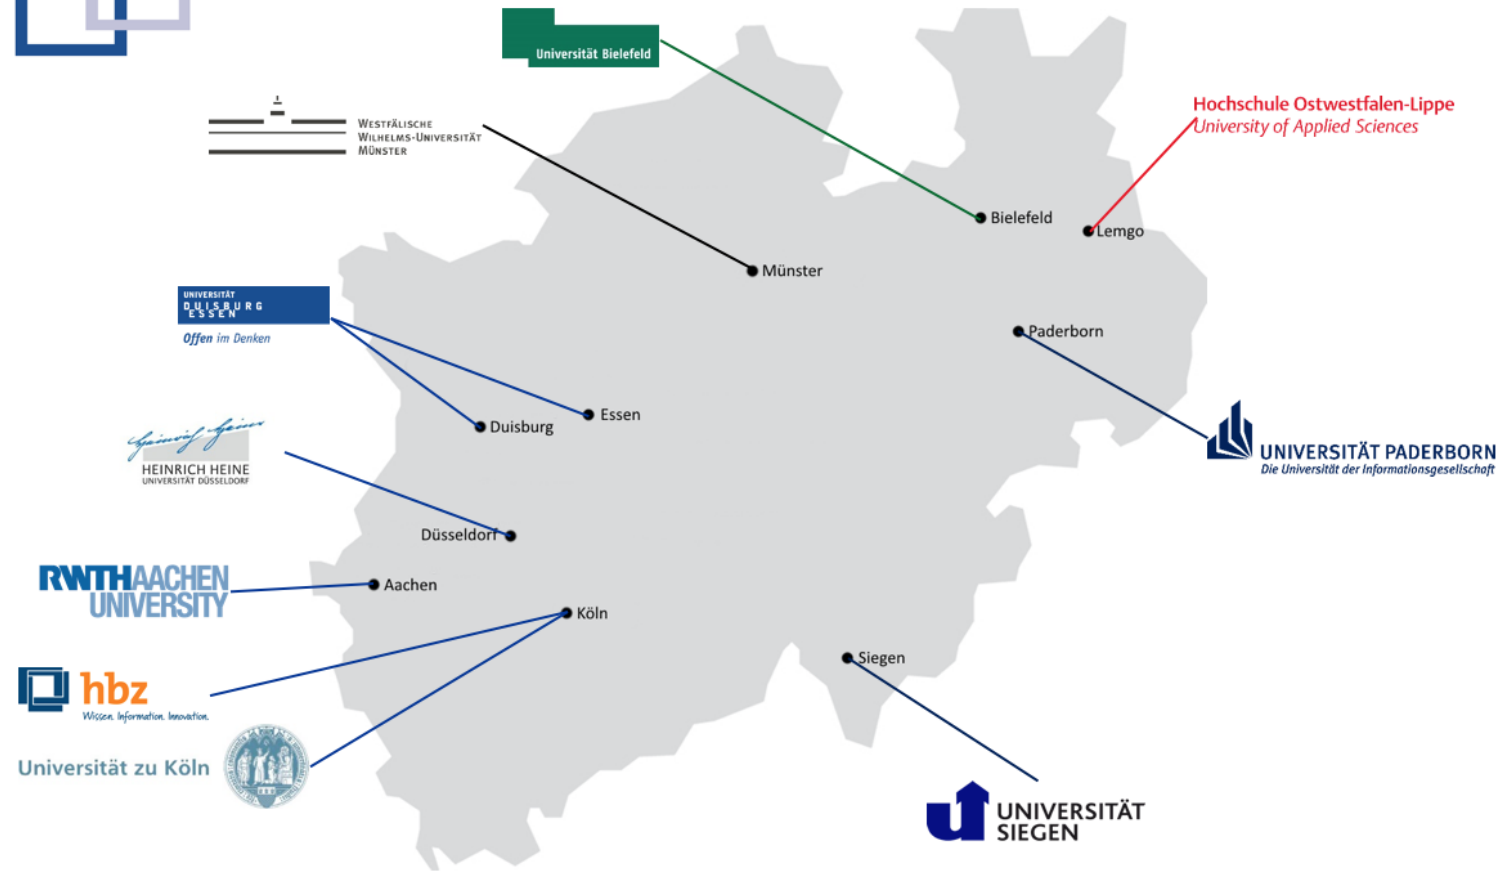 Universität Bielefeld
WESTFÄLISCHE
WILHELMS-UNIVERSITÄT
MÜNSTER
Hochschule Ostwestfalen-Lippe
University of Applied Sciences
Bielefeld
Lemgo
Münster
UNIVERSITÄT
DUISBURG
ESSEN
Offen im Denken
Paderborn
Essen
Duisburg
UNIVERSITÄT PADERBORN
Die Universität der Informationsgesellschaft
Heinrich Heine
HEINRICH HEINE
UNIVERSITÄT DÜSSELDORF
Düsseldorf
RWTHAACHEN
UNIVERSITY
Aachen
Köln
Siegen
hbz
Wissen. Information. Innovation.
Universität zu Köln
UNIVERSITÄT
SIEGEN